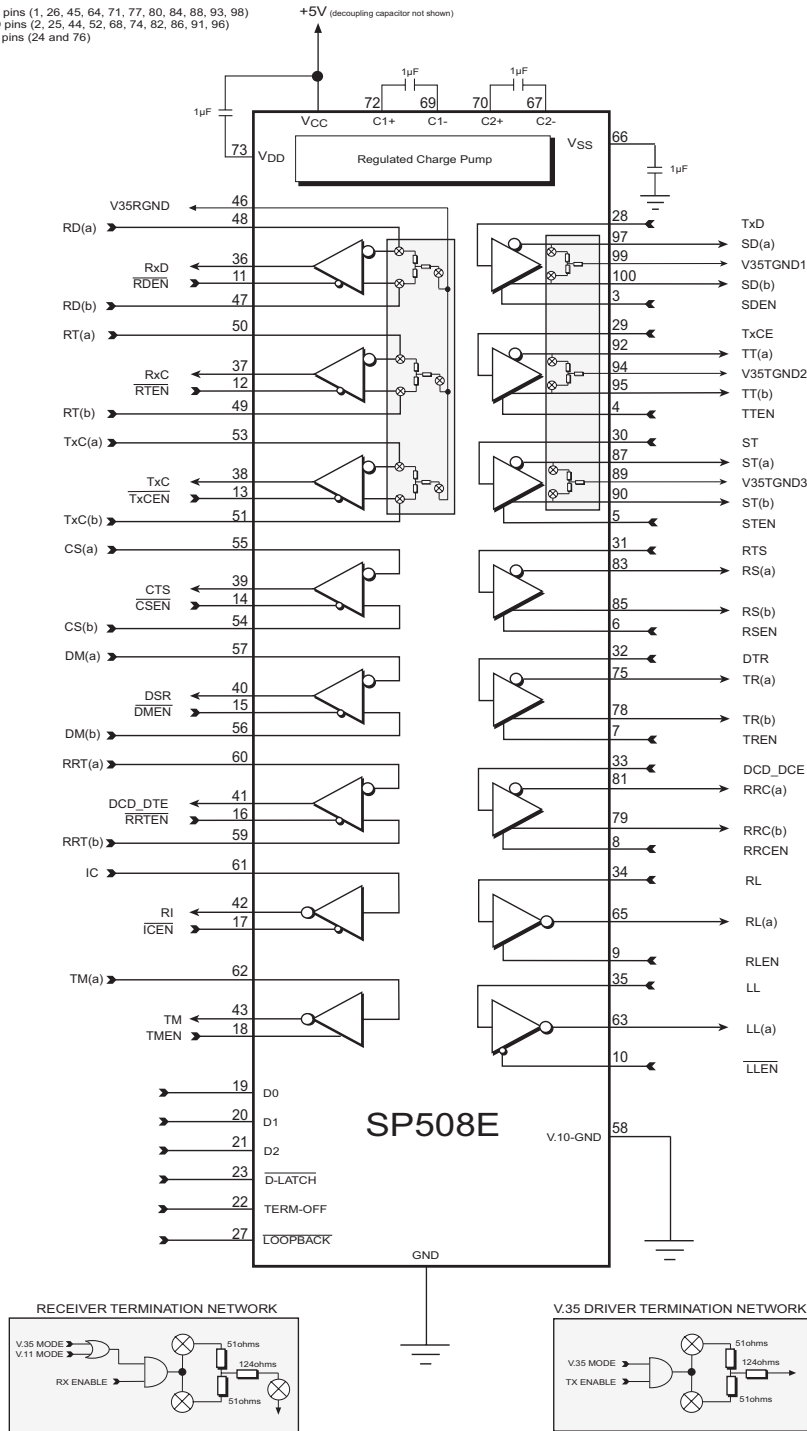 pins (1, 26, 45, 64, 71, 77, 80, 84, 88, 93, 98)
pins (2, 25, 44, 52, 68, 74, 82, 86, 91, 96)
pins (24 and 76)
+5V (decoupling capacitor not shown)
1µF
1µF
1µF
72 69 70 67
VCC C1+ C1- C2+ C2-
73 VDD
Regulated Charge Pump
VSS 66
1µF
V35RGND 46
RD(a) 48
RxD 36
RDEN 11
RD(b) 47
RT(a) 50
RxC 37
RTEN 12
RT(b) 49
TxC(a) 53
TxC 38
TxCEN 13
TxC(b) 51
CS(a) 55
CTS 39
CSEN 14
CS(b) 54
DM(a) 57
DSR 40
DMEN 15
DM(b) 56
RRT(a) 60
DCD_DTE 41
RRTEN 16
RRT(b) 59
IC 61
RI 42
ICEN 17
TM(a) 62
TM 43
TMEN 18
19 D0
20 D1
21 D2
23 D-LATCH
22 TERM-OFF
27 LOOPBACK
28 TxD
97 SD(a)
99 V35TGND1
100 SD(b)
3 SDEN
29 TxCE
92 TT(a)
94 V35TGND2
95 TT(b)
4 TTEN
30 ST
87 ST(a)
89 V35TGND3
90 ST(b)
5 STEN
31 RTS
83 RS(a)
85 RS(b)
6 RSEN
32 DTR
75 TR(a)
78 TR(b)
7 TREN
33 DCD_DCE
81 RRC(a)
79 RRC(b)
8 RRCEN
34 RL
65 RL(a)
9 RLEN
35 LL
63 LL(a)
10 LLEN
SP508E
V.10-GND 58
GND
RECEIVER TERMINATION NETWORK
V.35 MODE
V.11 MODE
RX ENABLE
51ohms
124ohms
51ohms
V.35 DRIVER TERMINATION NETWORK
V.35 MODE
TX ENABLE
51ohms
124ohms
51ohms